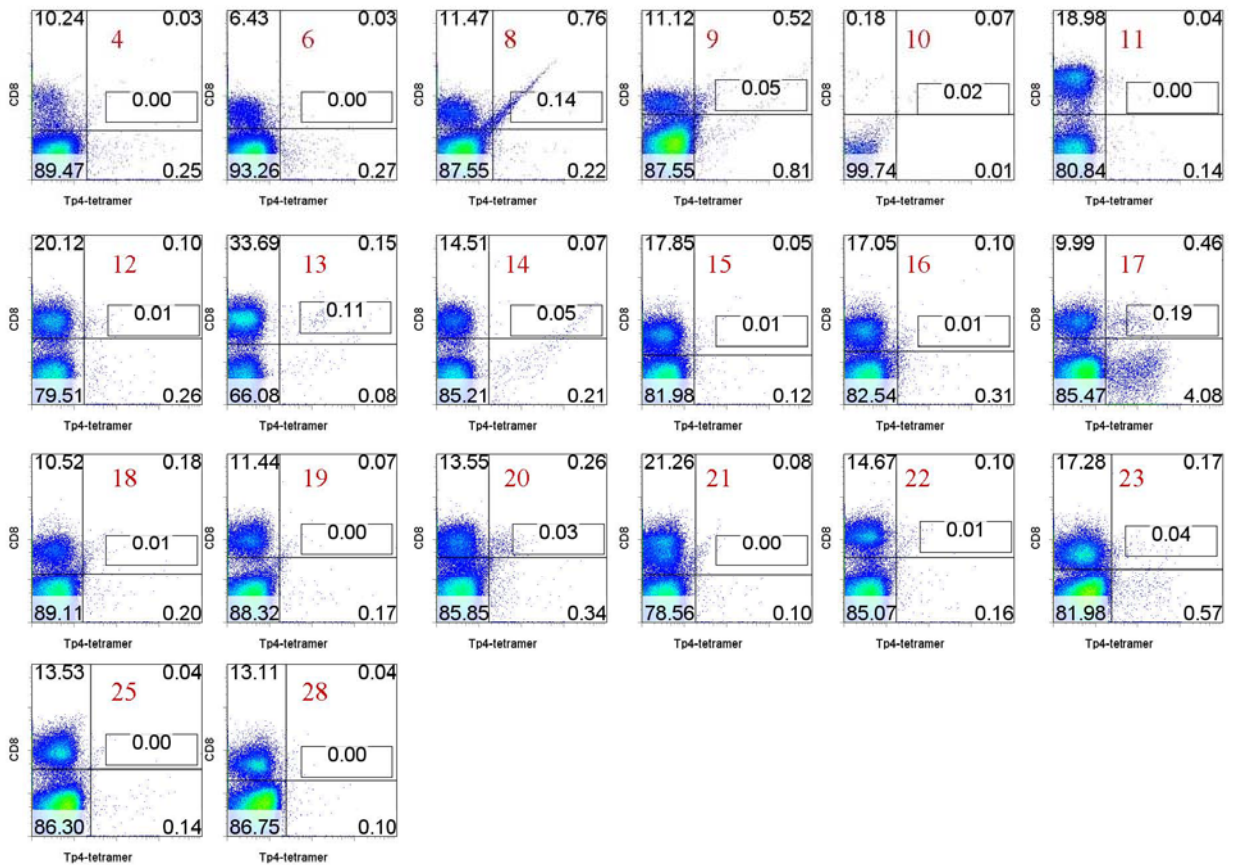 10.24 0.03 6.43 0.03 11.47 0.76 11.12 0.52 0.18 0.07 18.98 0.04
4 6 8 9 10 11
CD8 0.00 CD8 0.00 CD8 0.14 CD8 0.05 CD8 0.02 CD8 0.00
89.47 0.25 93.26 0.27 87.55 0.22 87.55 0.81 99.74 0.01 80.84 0.14
Tp4-tetramer Tp4-tetramer Tp4-tetramer Tp4-tetramer Tp4-tetramer Tp4-tetramer
20.12 0.10 33.69 0.15 14.51 0.07 17.85 0.05 17.05 0.10 9.99 0.46
12 13 14 15 16 17
CD8 0.01 CD8 0.11 CD8 0.05 CD8 0.01 CD8 0.01 CD8 0.19
79.51 0.26 66.08 0.08 85.21 0.21 81.98 0.12 82.54 0.31 85.47 4.08
Tp4-tetramer Tp4-tetramer Tp4-tetramer Tp4-tetramer Tp4-tetramer Tp4-tetramer
10.52 0.18 11.44 0.07 13.55 0.26 21.26 0.08 14.67 0.10 17.28 0.17
18 19 20 21 22 23
CD8 0.01 CD8 0.00 CD8 0.03 CD8 0.00 CD8 0.01 CD8 0.04
89.11 0.20 88.32 0.17 85.85 0.34 78.56 0.10 85.07 0.16 81.98 0.57
Tp4-tetramer Tp4-tetramer Tp4-tetramer Tp4-tetramer Tp4-tetramer Tp4-tetramer
13.53 0.04 13.11 0.04
25 28
CD8 0.00 CD8 0.00
86.30 0.14 86.75 0.10
Tp4-tetramer Tp4-tetramer